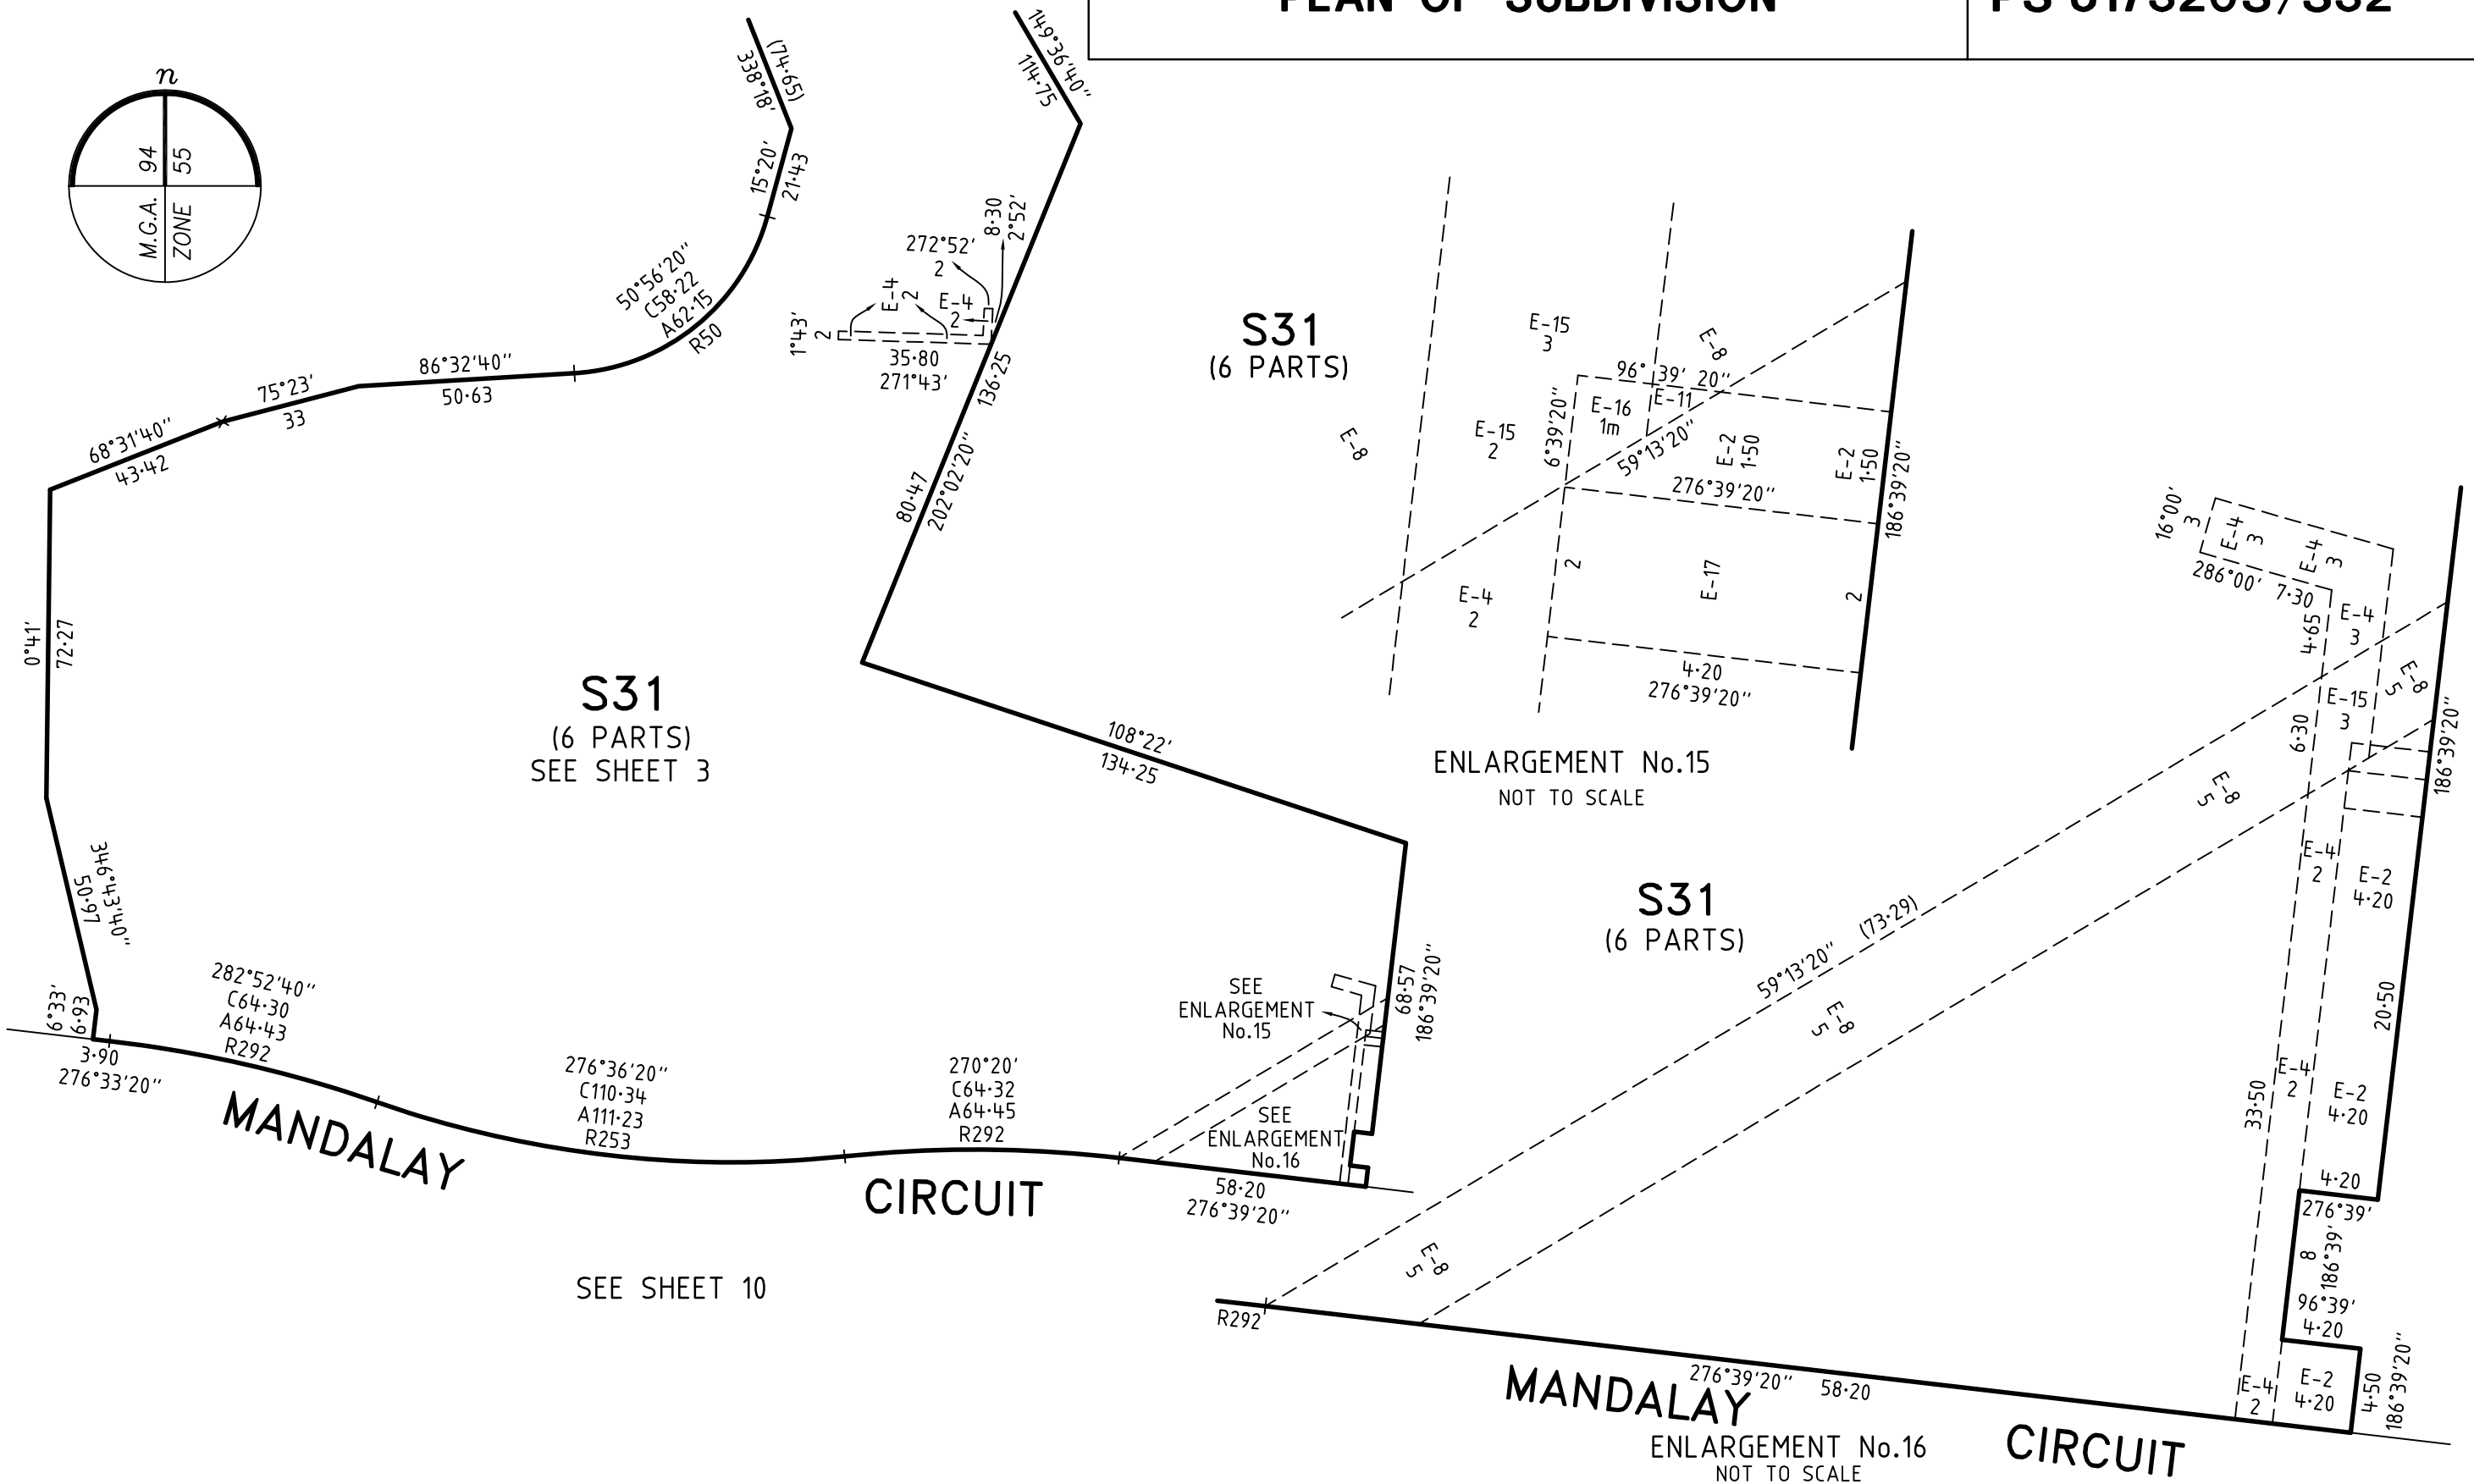 PLAN OF SUBDIVISION
n
M.G.A. 94
ZONE 55
338°18'
(74·65)
15°20'
21·43
50°56'20"
C58·22
A62·15
R50
86°32'40"
50·63
75°23'
33
68°31'40"
43·42
0°41'
72·27
346°43'40"
50·97
6°33'
6·93
3·90
276°33'20"
149°36'40"
114·75
8·30
2°52'
272°52'
2
E-4
2
E-4
2
1°43'
2
35·80
271°43'
136·25
80·47
202°02'20"
108°22'
134·25
68·57
186°39'20"
S31
(6 PARTS)
SEE SHEET 3
282°52'40"
C64·30
A64·43
R292
276°36'20"
C110·34
A111·23
R253
270°20'
C64·32
A64·45
R292
SEE
ENLARGEMENT
No.15
SEE
ENLARGEMENT
No.16
58·20
276°39'20"
MANDALAY
CIRCUIT
SEE SHEET 10
S31
(6 PARTS)
E-15
3
E-8
96°39'20"
E-16
1m
E-11
6°39'20"
59°13'20"
E-8
E-15
2
E-2
1·50
E-2
1·50
276°39'20"
186°39'20"
2
E-17
2
E-4
2
4·20
276°39'20"
ENLARGEMENT No.15
NOT TO SCALE
S31
(6 PARTS)
16°00'
3
E-4
3
E-4
3
286°00' 7·30
E-4
3
4·65
E-8
5
E-15
3
6·30
186°39'20"
E-8
5
E-4
2
E-2
4·20
59°13'20" (73·29)
E-8
5
20·50
E-4
2
E-2
4·20
33·50
4·20
276°39'
8
186°39'
96°39'
4·20
E-8
5
R292
E-4
2
E-2
4·20
4·50
186°39'20"
276°39'20" 58·20
MANDALAY
CIRCUIT
ENLARGEMENT No.16
NOT TO SCALE